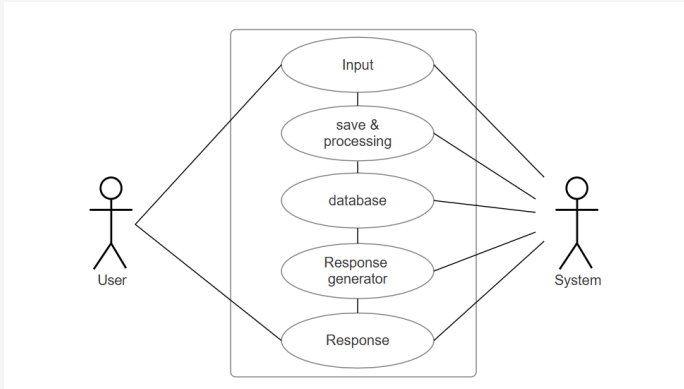 Input
save &
processing
database
Response
generator
Response
User
System